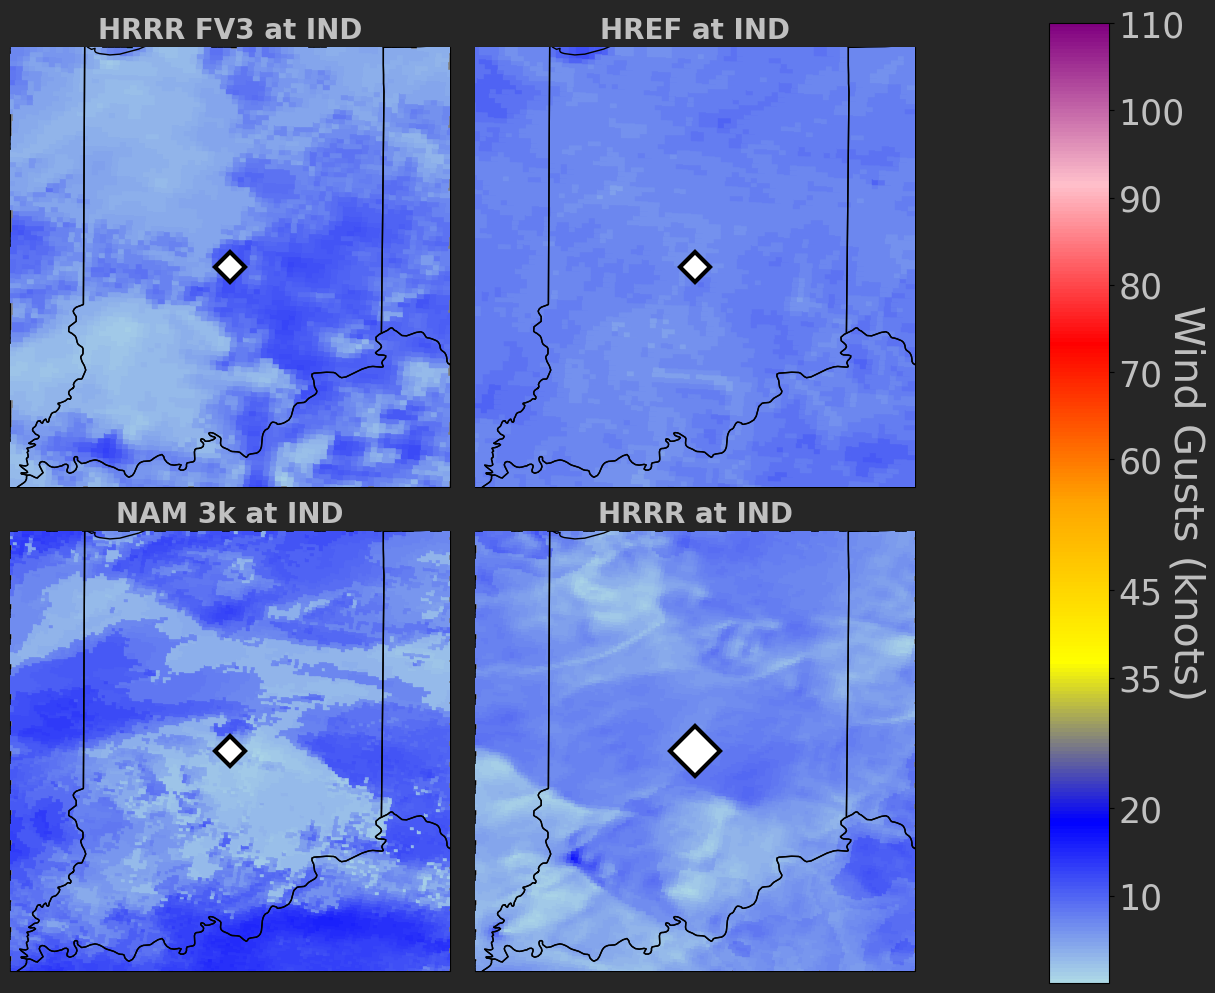 HRRR FV3 at IND
HREF at IND
NAM 3k at IND
HRRR at IND
110
100
90
80
70
60
45
35
20
10
Wind Gusts (knots)